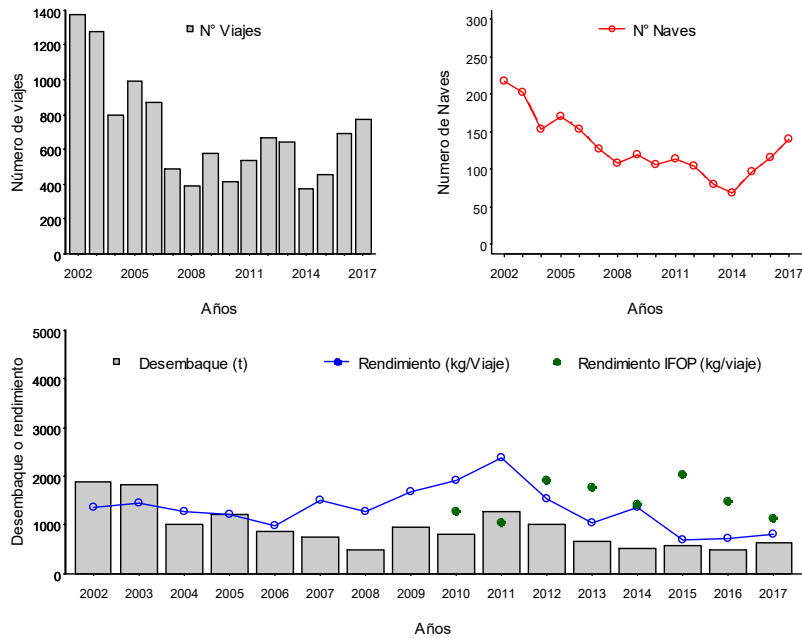 N° Viajes
Número de viajes
1400
1200
1000
800
600
400
200
0
2002 2005 2008 2011 2014 2017
Años
N° Naves
Numero de Naves
300
250
200
150
100
50
0
2002 2005 2008 2011 2014 2017
Años
Desembaque (t) Rendimiento (kg/Viaje) Rendimiento IFOP (kg/viaje)
Desembaque o rendimiento
5000
4000
3000
2000
1000
0
2002 2003 2004 2005 2006 2007 2008 2009 2010 2011 2012 2013 2014 2015 2016 2017
Años